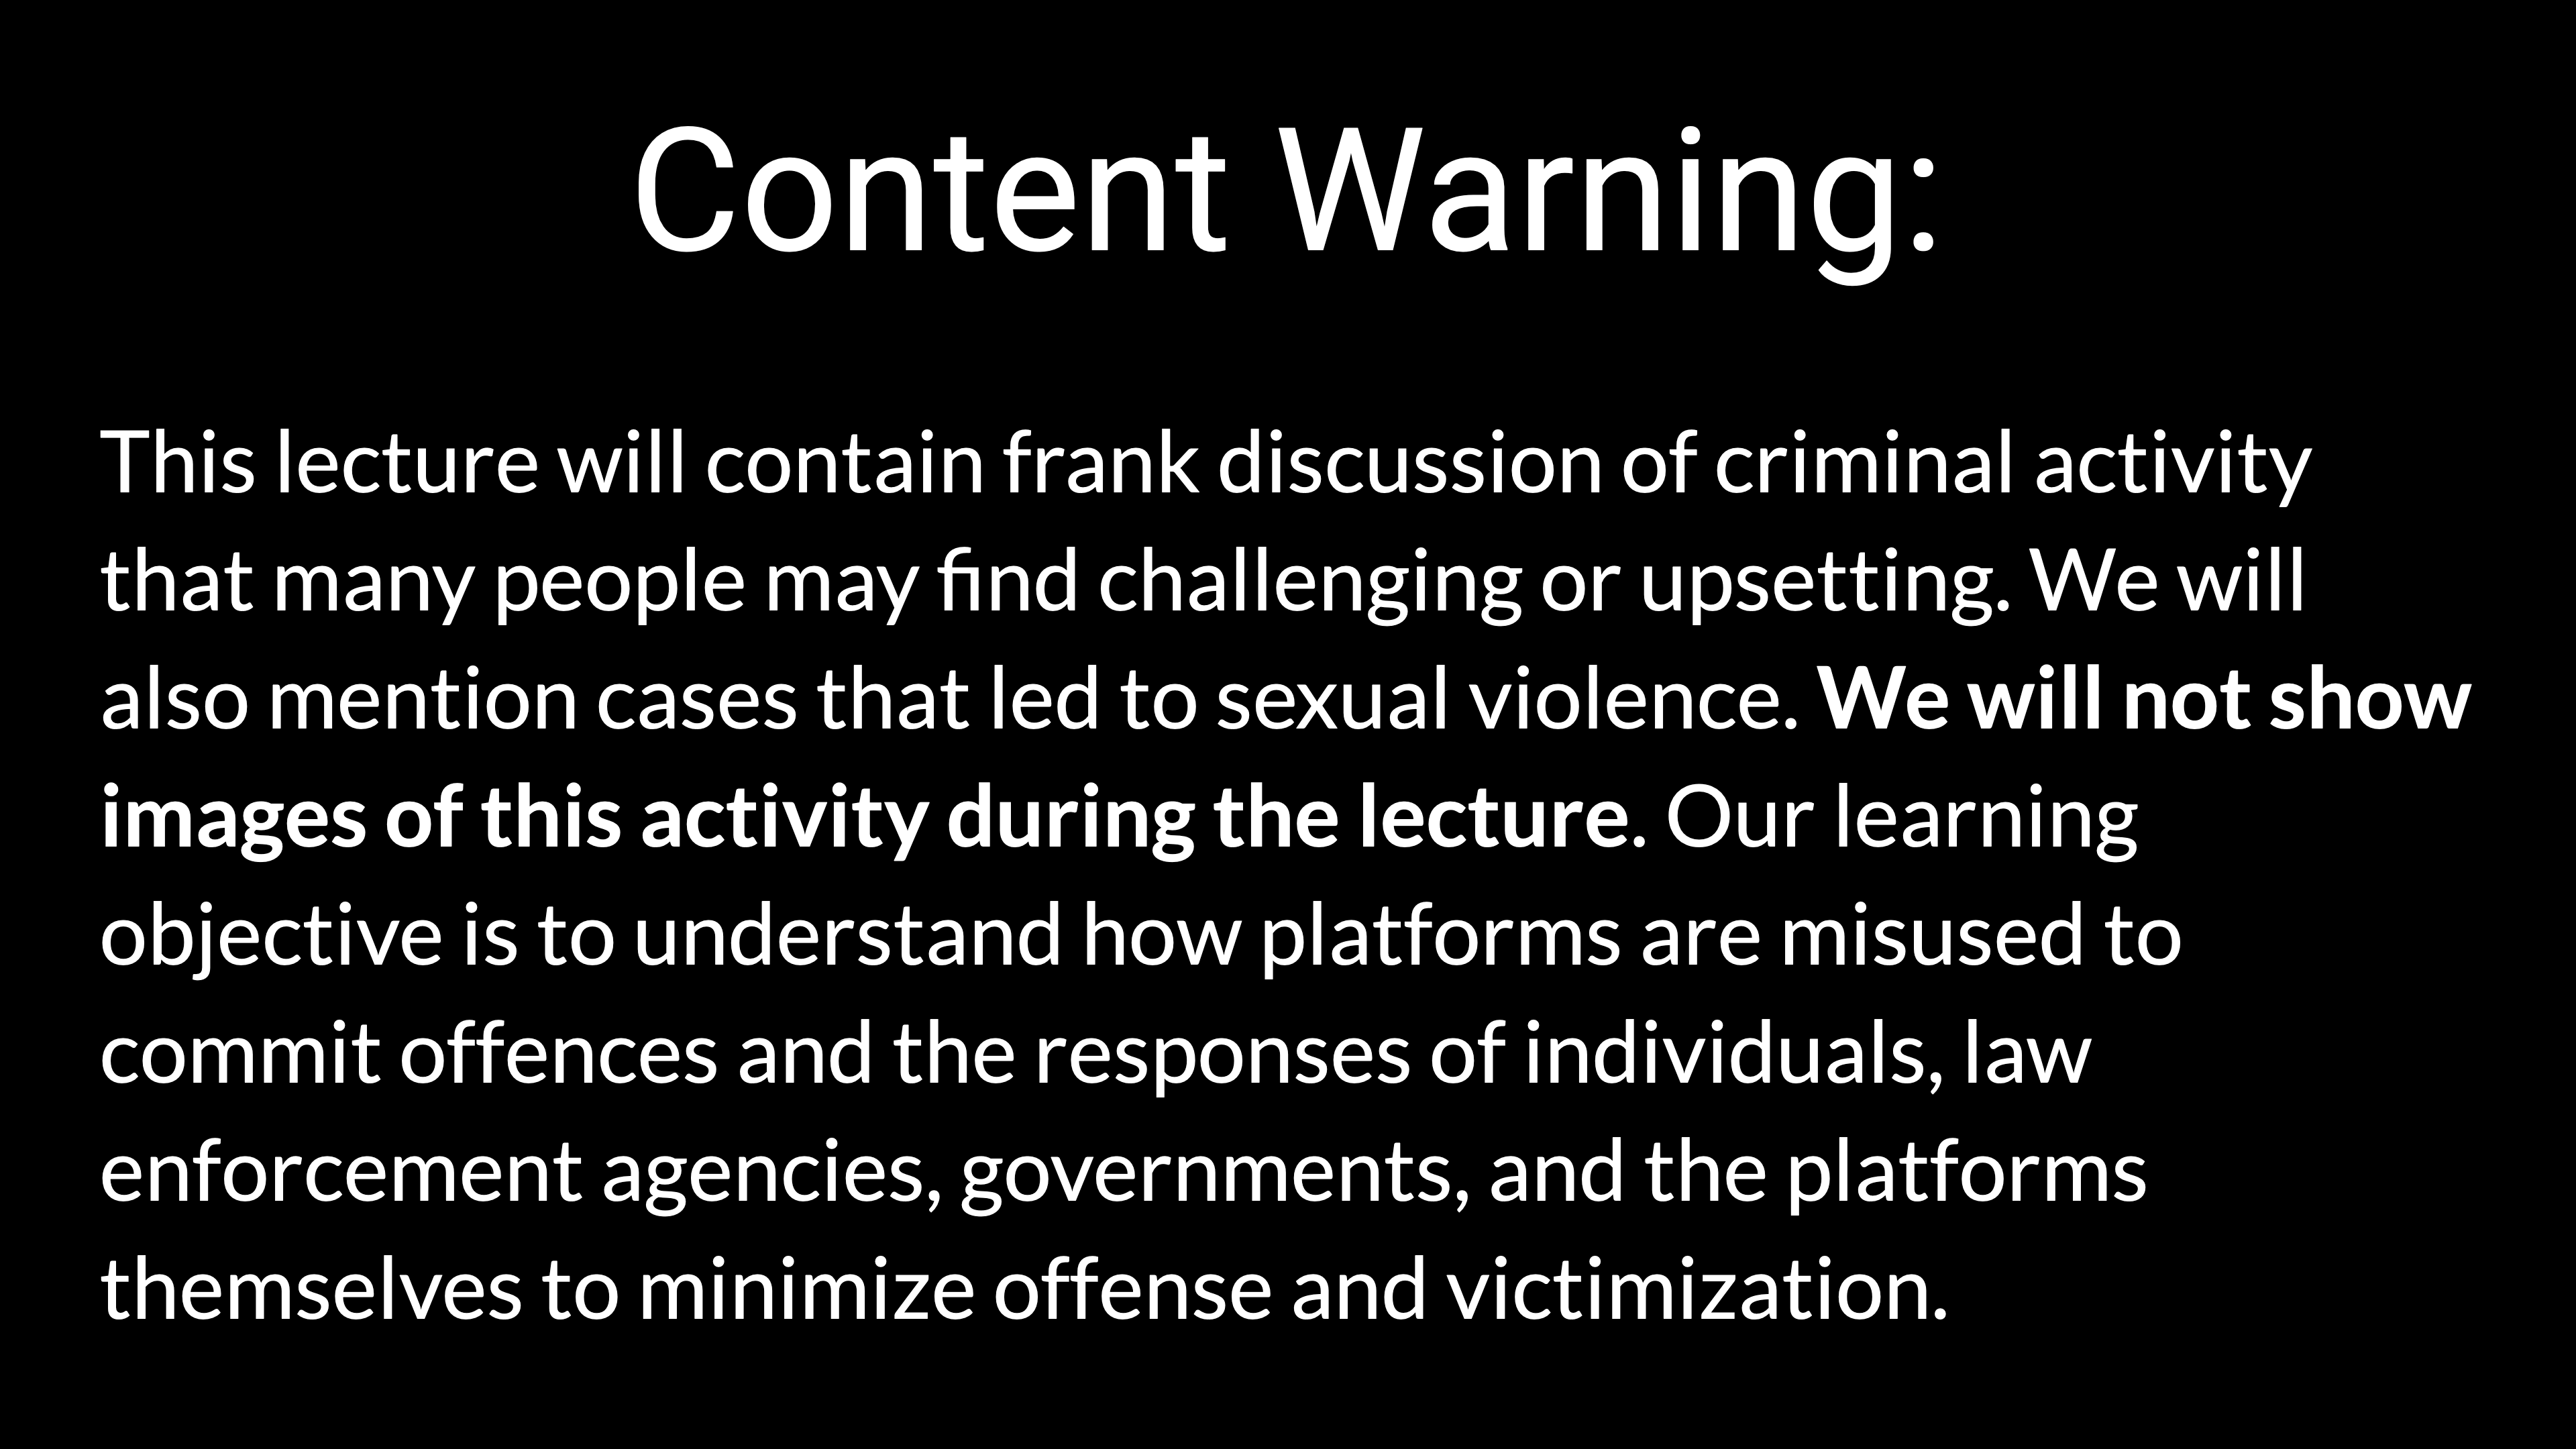 Content Warning:
This lecture will contain frank discussion of criminal activity
that many people may find challenging or upsetting. We will
also mention cases that led to sexual violence. We will not show
images of this activity during the lecture. Our learning
objective is to understand how platforms are misused to
commit offences and the responses of individuals, law
enforcement agencies, governments, and the platforms
themselves to minimize offense and victimization.